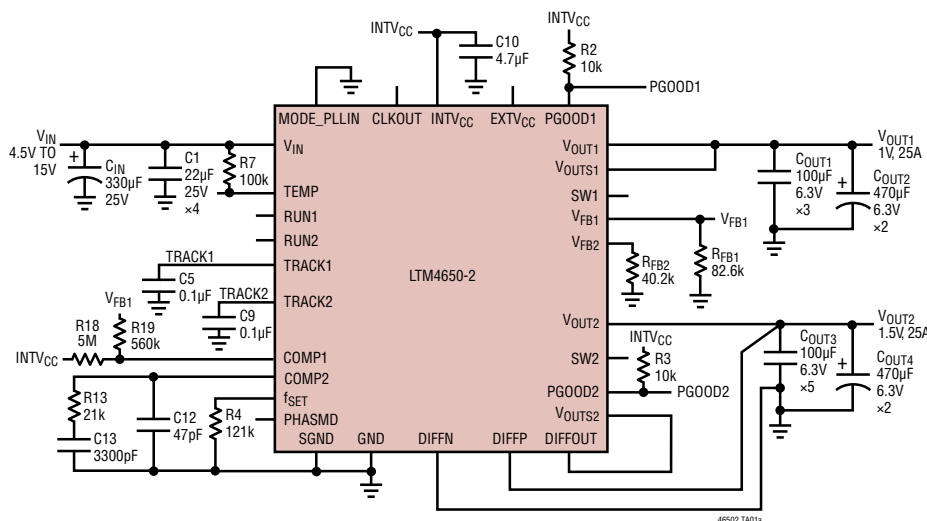 INTVCC
C10
4.7µF
INTVCC
R2
10k
PGOOD1
MODE_PLLIN CLKOUT INTVCC EXTVCC PGOOD1
VIN
4.5V TO
15V
CIN
330µF
25V
C1
22µF
25V
×4
R7
100k
VIN
TEMP
RUN1
RUN2
TRACK1
TRACK1
C5
0.1µF
TRACK2
TRACK2
C9
0.1µF
VFB1
R18
5M
R19
560k
INTVCC
COMP1
COMP2
fSET
PHASMD
R13
21k
C13
3300pF
C12
47pF
R4
121k
LTM4650-2
SGND GND DIFFN DIFFP DIFFOUT
VOUT1
VOUTS1
SW1
VFB1
VFB2
VOUT2
SW2
PGOOD2
VOUTS2
VOUT1
1V, 25A
COUT1
100µF
6.3V
×3
COUT2
470µF
6.3V
×2
VFB1
RFB2
40.2k
RFB1
82.6k
INTVCC
R3
10k
PGOOD2
VOUT2
1.5V, 25A
COUT3
100µF
6.3V
×5
COUT4
470µF
6.3V
×2
46502 TA01a